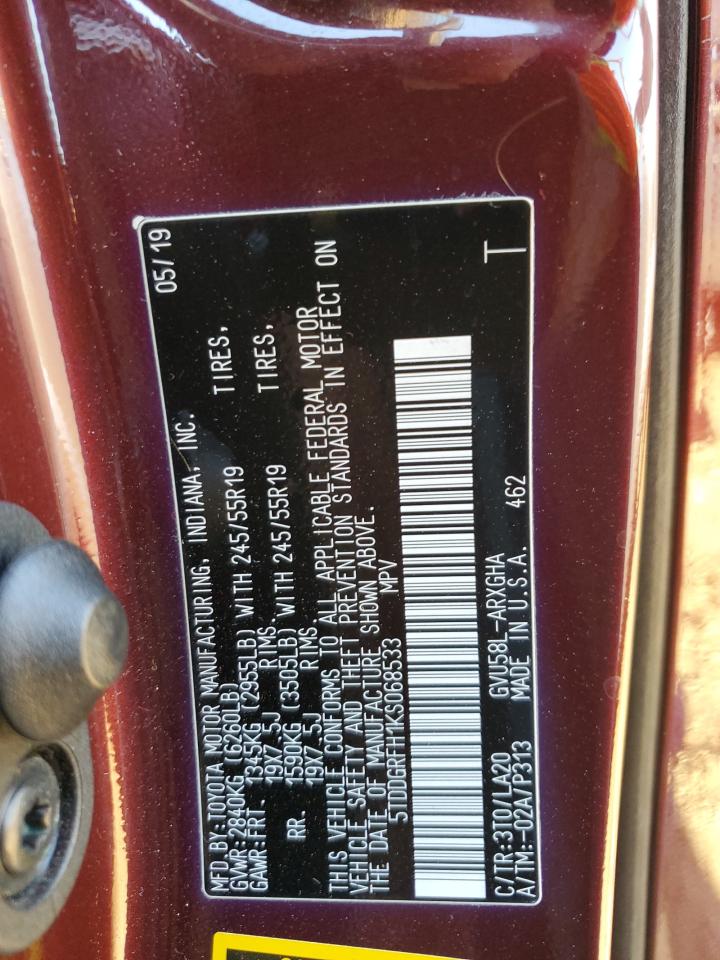 MFD.BY:TOYOTA MOTOR MANUFACTURING, INDIANA, INC. 05/19
GVWR:2840KG (6260LB)
GAWR:FRT. 1345KG (2955LB) WITH 245/55R19 TIRES,
19X7.5J RIMS.
RR. 1590KG (3505LB) WITH 245/55R19 TIRES,
19X7.5J RIMS.
THIS VEHICLE CONFORMS TO ALL APPLICABLE FEDERAL MOTOR
VEHICLE SAFETY AND THEFT PREVENTION STANDARDS IN EFFECT ON
THE DATE OF MANUFACTURE SHOWN ABOVE.
5TDDGRFH1KS068533 MPV
C/TR:3T0/LA20 GVU58L-ARXGHA T
A/TM:-02A/P313 MADE IN U.S.A. 462